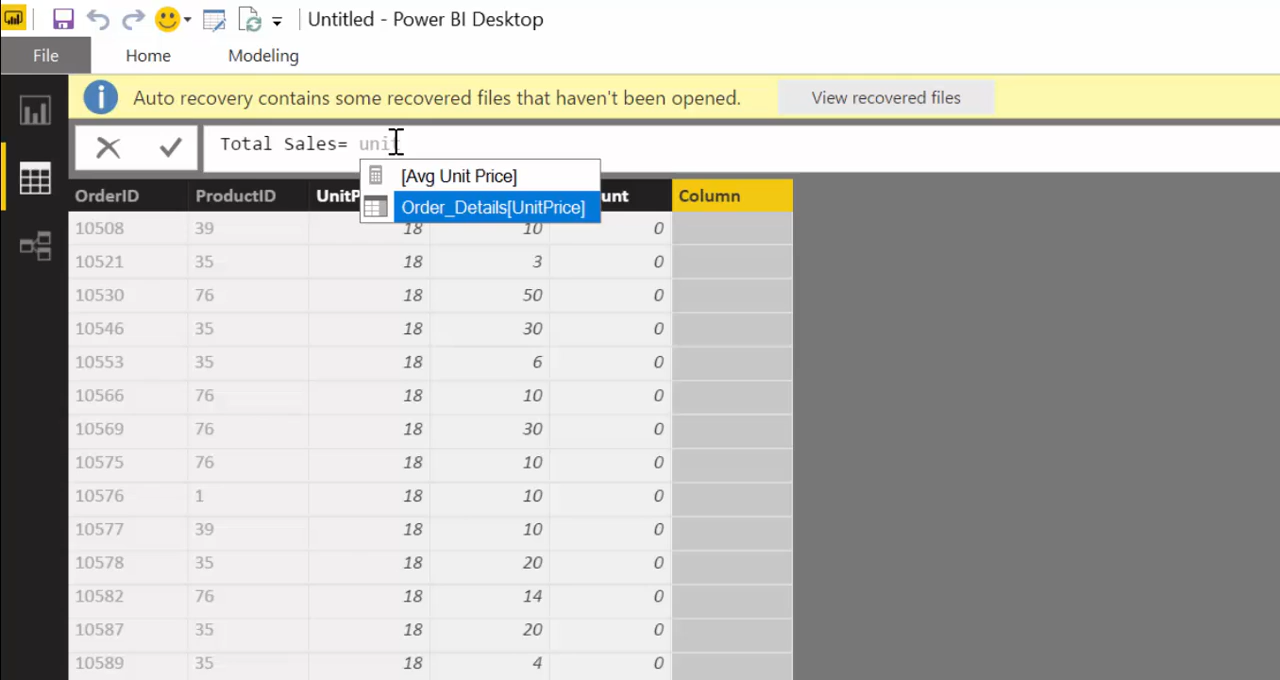 Untitled - Power BI Desktop
File Home Modeling
Auto recovery contains some recovered files that haven't been opened. View recovered files
Total Sales= unit
[Avg Unit Price]
Order_Details[UnitPrice]
OrderID ProductID UnitP unt Column
10508 39 18 10 0
10521 35 18 3 0
10530 76 18 50 0
10546 35 18 30 0
10553 35 18 6 0
10566 76 18 10 0
10569 76 18 30 0
10575 76 18 10 0
10576 1 18 10 0
10577 39 18 10 0
10578 35 18 20 0
10582 76 18 14 0
10587 35 18 20 0
10589 35 18 4 0